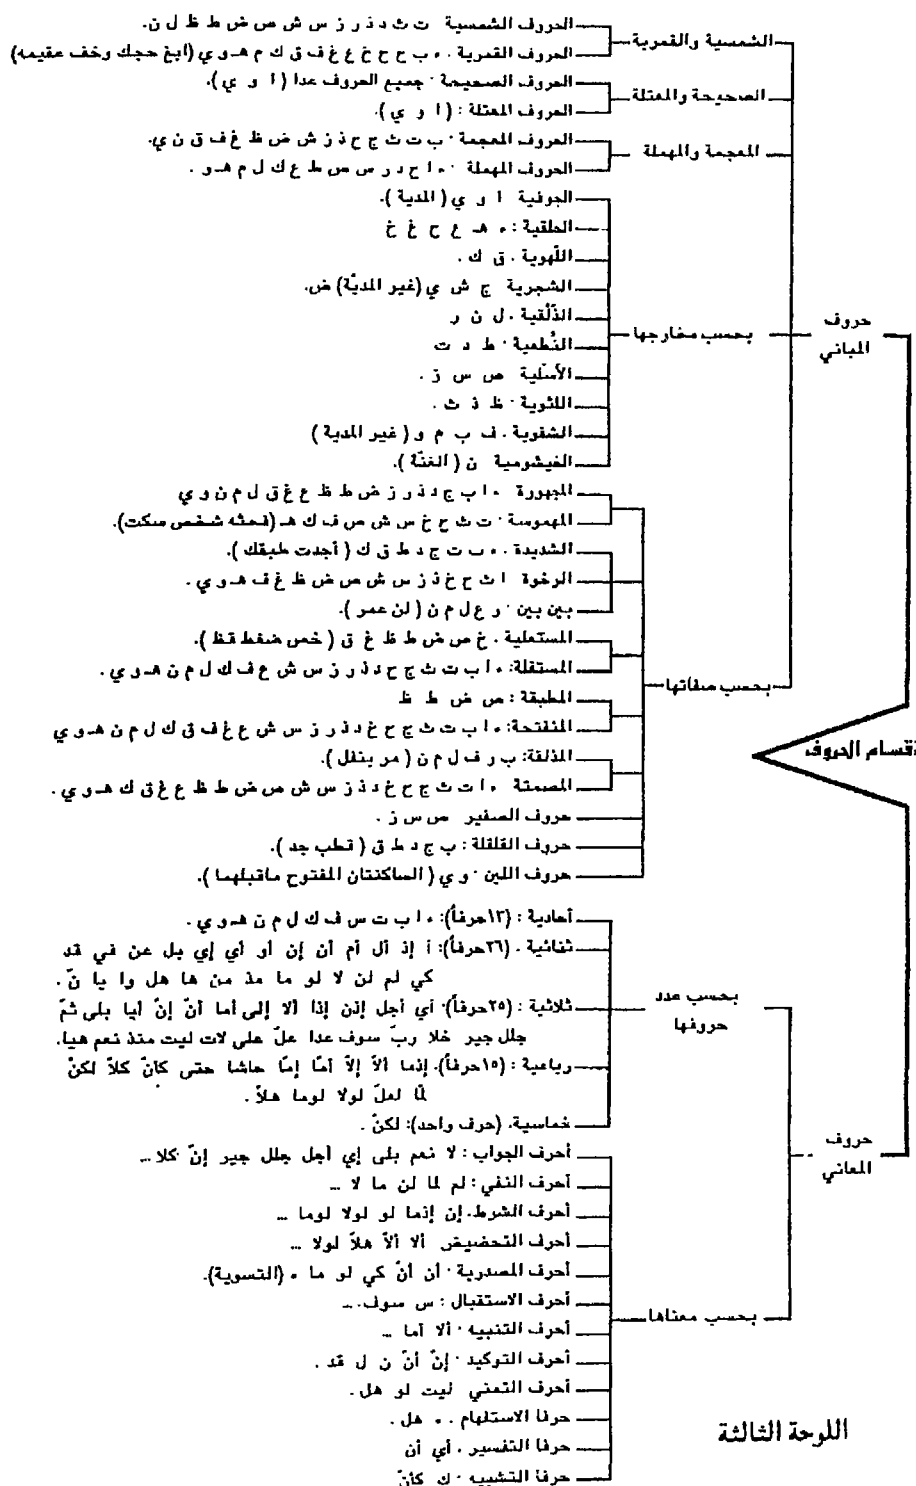 أقسام الحروف
حروف المباني
الشمسية والقمرية
الحروف الشمسية ت ث د ذ ر ز س ش ص ض ط ظ ل ن.
الحروف القمرية . ء ب ج ح خ ع غ ف ق ك م هـ و ي (ابغ حجك وخف عقيمه)
الصحيحة والمعتلة
الحروف الصحيحة · جميع الحروف عدا (ا و ي).
الحروف المعتلة : (ا و ي).
المعجمة والمهملة
الحروف المعجمة · ب ت ث ج خ ذ ز ش ض ظ غ ف ق ن ي.
الحروف المهملة · ء ا ح د ر س ص ط ع ك ل م هـ و .
بحسب مخارجها
الجوفية ا و ي (المدية).
الحلقية : ء هـ ع ح غ خ
اللّهوية . ق ك .
الشجرية ج ش ي (غير المديّة) ض.
الذّلْقية . ل ن ر
النُّطعية · ط د ت
الأسَلية ص س ز .
اللثوية · ظ ذ ث .
الشفوية . ف ب م و (غير المدية)
الخيشومية ن (الغنّة).
بحسب صفاتها
المجهورة ء ا ب ج د ذ ر ز ض ط ظ ع غ ق ل م ن و ي
المهموسة · ت ث ح خ س ش ص ف ك هـ (فحثه شخص سكت).
الشديدة . ء ب ت ج د ط ق ك (أجدت طبقك).
الرخوة ا ث ح خ ذ ز س ش ص ض ظ غ ف هـ و ي .
بين بين · ر ع ل م ن (لن عمر).
المستعلية . خ ص ض ط ظ غ ق (خص ضغط قظ).
المستفلة: ء ا ب ت ث ج ح د ذ ر ز س ش ع ف ك ل م ن هـ و ي .
المطبقة : ص ض ط ظ
المنفتحة: ء ا ب ت ث ج ح خ د ذ ر ز س ش ع غ ف ق ك ل م ن هـ و ي
المذلقة: ب ر ف ل م ن (مر بنفل).
المصمتة ء ا ت ث ج ح خ د ذ ز س ش ص ض ط ظ ع غ ق ك هـ و ي .
حروف الصفير ص س ز .
حروف القلقلة : ب ج د ط ق (قطب جد).
حروف اللين · و ي (الساكنتان المفتوح ماقبلهما).
حروف المعاني
بحسب عدد حروفها
أحادية : (١٣حرفاً): ء ا ب ت س ف ك ل م ن هـ و ي .
ثنائية . (٢٦حرفاً): آ إذ أل أم أن إن أو أي إي بل عن في قد
كي لم لن لا لو ما مذ من ها هل وا يا نّ .
ثلاثية : (٢٥حرفاً)· آي أجل إذن إذا ألا إلى أما أنّ إنّ أيا بلى ثمّ
جلل جير خلا ربّ سوف عدا علّ على لات ليت منذ نعم هيا.
رباعية : (١٥حرفاً). إذما ألاّ إلاّ أمّا إمّا حاشا حتى كأنّ كلاّ لكنْ
لمّا لعلّ لولا لوما هلاّ .
خماسية. (حرف واحد): لكنّ .
بحسب معناها
أحرف الجواب : لا نعم بلى إي أجل جلل جير إنّ كلا ...
أحرف النفي : لم لما لن ما لا ...
أحرف الشرط. إن إذما لو لولا لوما ...
أحرف التحضيض ألا ألاّ هلاّ لولا ...
أحرف المصدرية · أن أنّ كي لو ما ء (التسوية).
أحرف الاستقبال : س سوف. ...
أحرف التنبيه · ألا أما ...
أحرف التوكيد · إنّ أنّ ن ل قد .
أحرف التمني ليت لو هل .
حرفا الاستفهام . ء هل .
حرفا التفسير . أي أن
حرفا التشبيه · ك كأنّ
اللوحة الثالثة